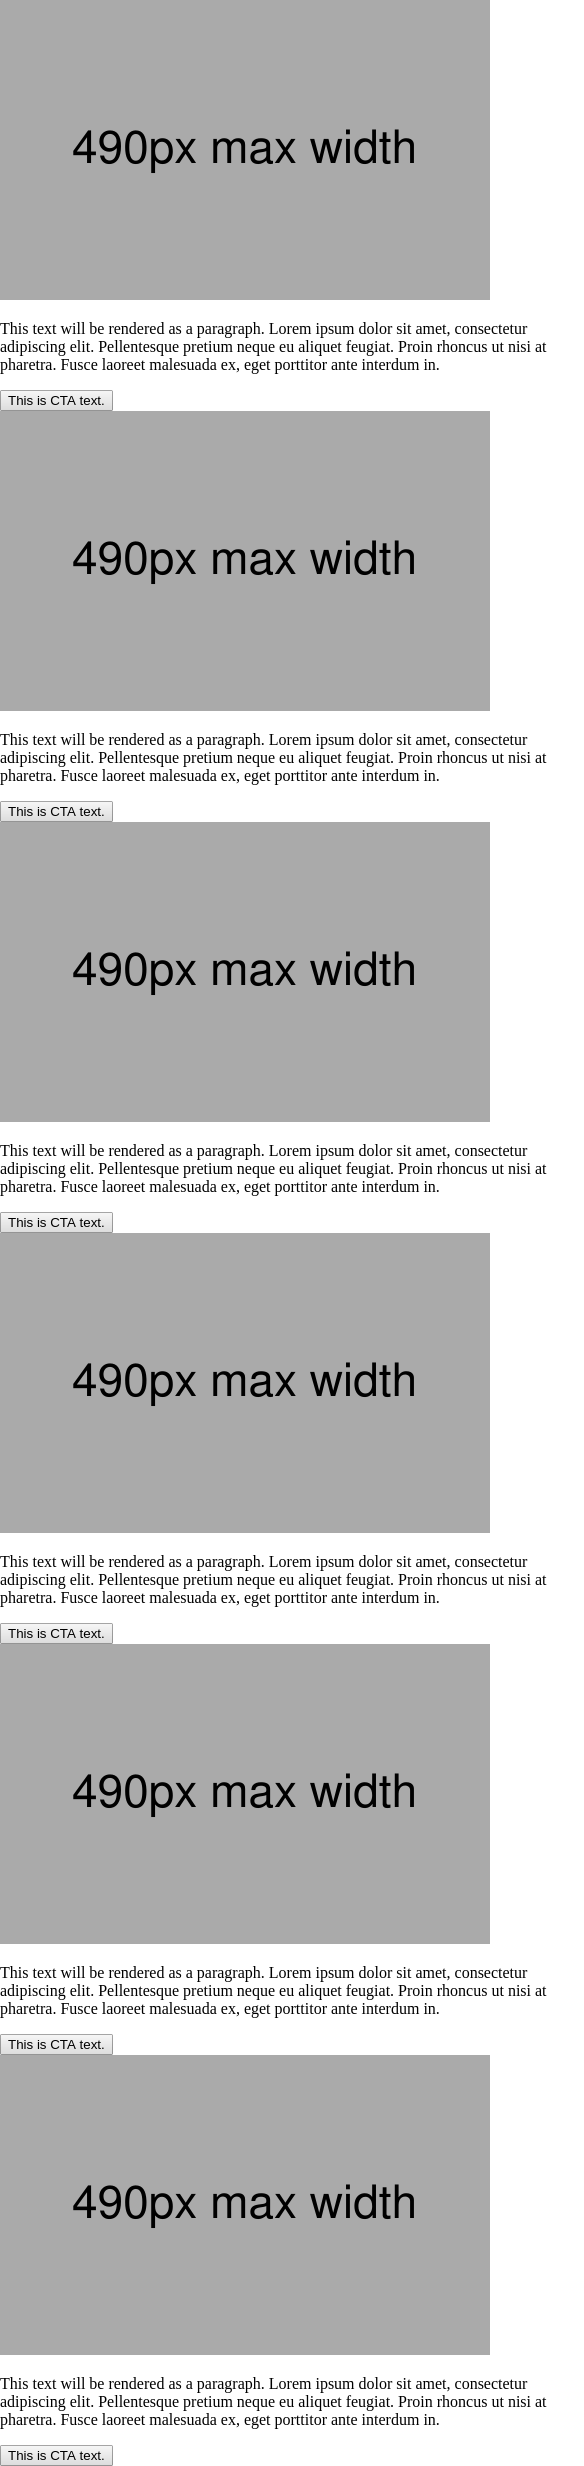 490px max width
This text will be rendered as a paragraph. Lorem ipsum dolor sit amet, consectetur
adipiscing elit. Pellentesque pretium neque eu aliquet feugiat. Proin rhoncus ut nisi at
pharetra. Fusce laoreet malesuada ex, eget porttitor ante interdum in.
This is CTA text.
490px max width
This text will be rendered as a paragraph. Lorem ipsum dolor sit amet, consectetur
adipiscing elit. Pellentesque pretium neque eu aliquet feugiat. Proin rhoncus ut nisi at
pharetra. Fusce laoreet malesuada ex, eget porttitor ante interdum in.
This is CTA text.
490px max width
This text will be rendered as a paragraph. Lorem ipsum dolor sit amet, consectetur
adipiscing elit. Pellentesque pretium neque eu aliquet feugiat. Proin rhoncus ut nisi at
pharetra. Fusce laoreet malesuada ex, eget porttitor ante interdum in.
This is CTA text.
490px max width
This text will be rendered as a paragraph. Lorem ipsum dolor sit amet, consectetur
adipiscing elit. Pellentesque pretium neque eu aliquet feugiat. Proin rhoncus ut nisi at
pharetra. Fusce laoreet malesuada ex, eget porttitor ante interdum in.
This is CTA text.
490px max width
This text will be rendered as a paragraph. Lorem ipsum dolor sit amet, consectetur
adipiscing elit. Pellentesque pretium neque eu aliquet feugiat. Proin rhoncus ut nisi at
pharetra. Fusce laoreet malesuada ex, eget porttitor ante interdum in.
This is CTA text.
490px max width
This text will be rendered as a paragraph. Lorem ipsum dolor sit amet, consectetur
adipiscing elit. Pellentesque pretium neque eu aliquet feugiat. Proin rhoncus ut nisi at
pharetra. Fusce laoreet malesuada ex, eget porttitor ante interdum in.
This is CTA text.